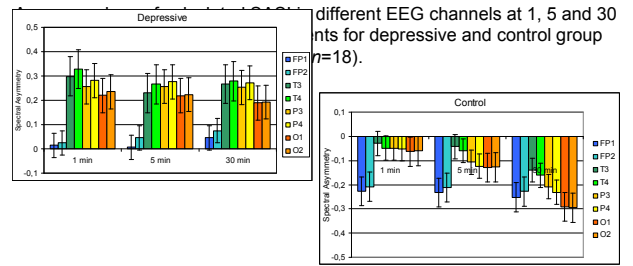 different EEG channels at 1, 5 and 30
nts for depressive and control group
n=18).
Depressive
0,5
0,4
0,3
0,2
0,1
0
-0,1
Spectral Asymmetry
1 min
5 min
30 min
FP1
FP2
T3
T4
P3
P4
O1
O2
Control
0,1
0
-0,1
-0,2
-0,3
-0,4
-0,5
Spectral Asymmetry
1 min
5 min
FP1
FP2
T3
T4
P3
P4
O1
O2